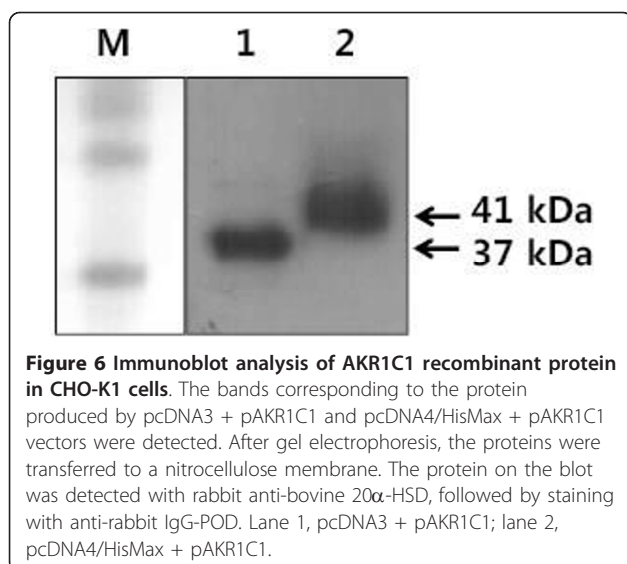 M 1 2
← 41 kDa
← 37 kDa
Figure 6 Immunoblot analysis of AKR1C1 recombinant protein
in CHO-K1 cells. The bands corresponding to the protein
produced by pcDNA3 + pAKR1C1 and pcDNA4/HisMax + pAKR1C1
vectors were detected. After gel electrophoresis, the proteins were
transferred to a nitrocellulose membrane. The protein on the blot
was detected with rabbit anti-bovine 20α-HSD, followed by staining
with anti-rabbit IgG-POD. Lane 1, pcDNA3 + pAKR1C1; lane 2,
pcDNA4/HisMax + pAKR1C1.